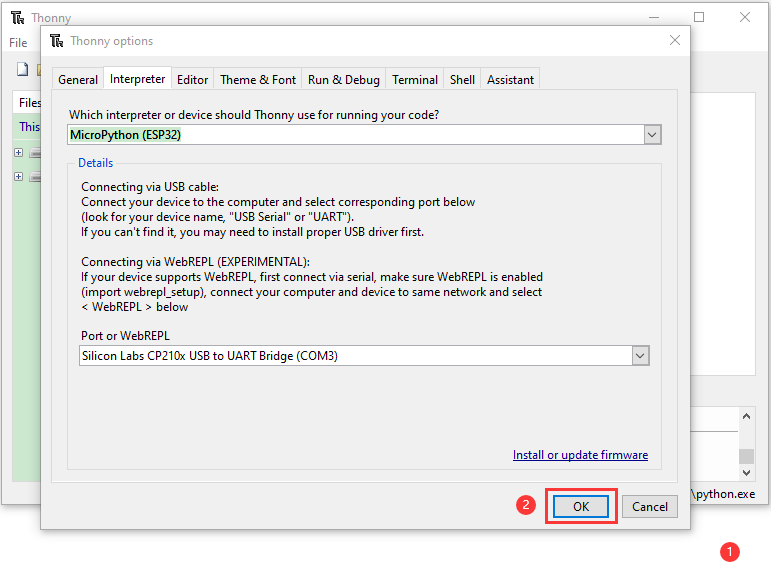 Thonny
File
Thonny options
General Interpreter Editor Theme & Font Run & Debug Terminal Shell Assistant
Files
This
Which interpreter or device should Thonny use for running your code?
MicroPython (ESP32)
Details
Connecting via USB cable:
Connect your device to the computer and select corresponding port below
(look for your device name, "USB Serial" or "UART").
If you can't find it, you may need to install proper USB driver first.
Connecting via WebREPL (EXPERIMENTAL):
If your device supports WebREPL, first connect via serial, make sure WebREPL is enabled
(import webrepl_setup), connect your computer and device to same network and select
< WebREPL > below
Port or WebREPL
Silicon Labs CP210x USB to UART Bridge (COM3)
Install or update firmware
\python.exe
2 OK Cancel
1